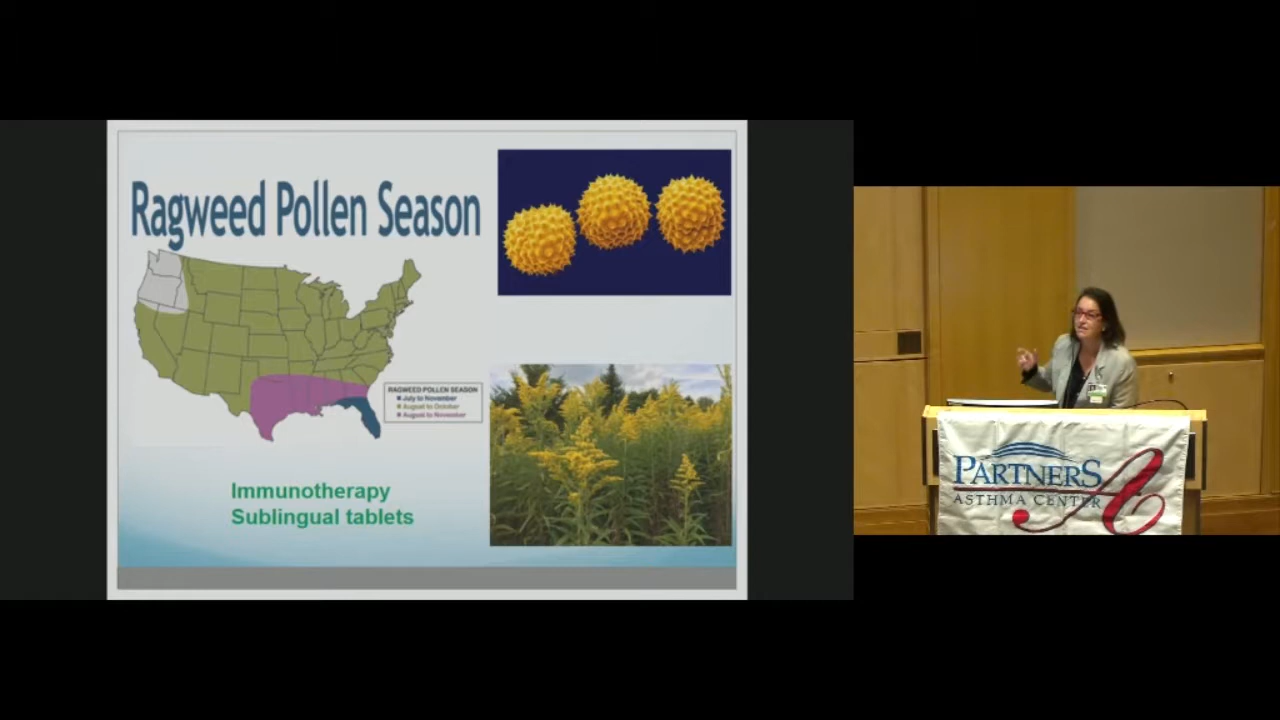 Ragweed Pollen Season
RAGWEED POLLEN SEASON
July to November
August to October
August to November
Immunotherapy
Sublingual tablets
PARTNERS
ASTHMA CENTER
A